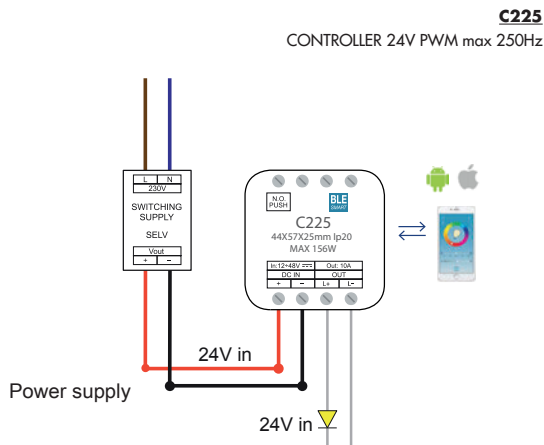 C225
CONTROLLER 24V PWM max 250Hz
L N
230V
SWITCHING
SUPPLY
SELV
Vout
+ −
N.O.
PUSH
BLE
SMART
C225
44X57X25mm Ip20
MAX 156W
In:12÷48V Out: 10A
DC IN OUT
+ − L+ L−
24V in
Power supply
24V in